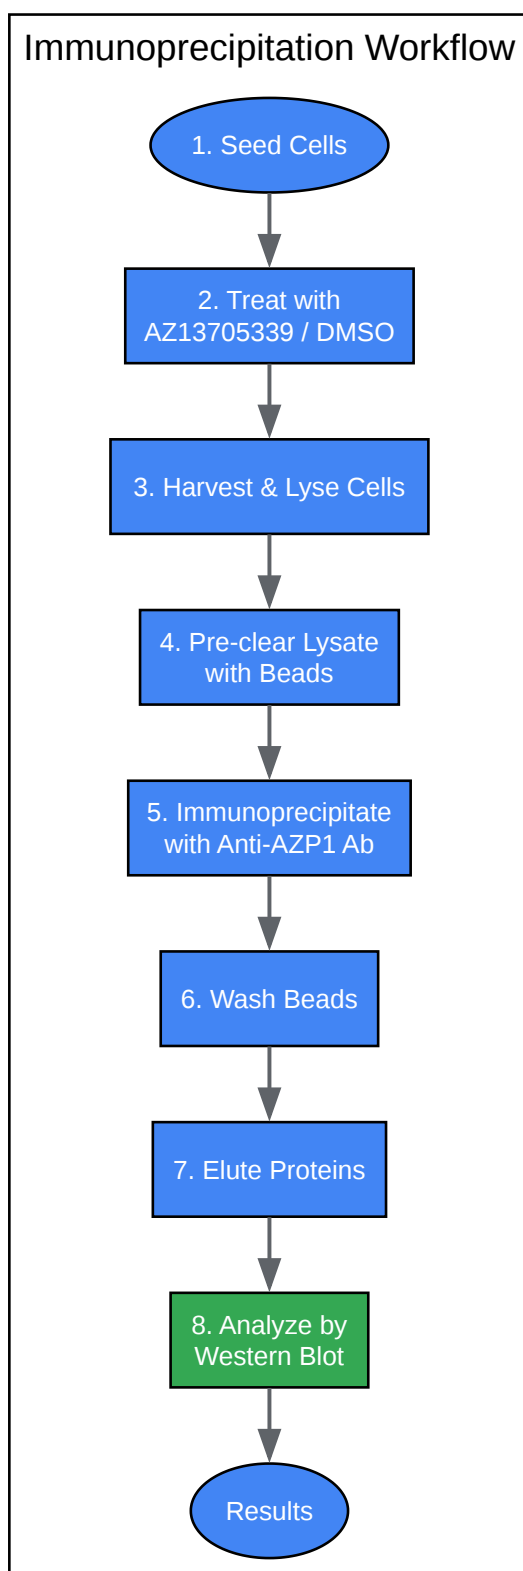 Immunoprecipitation Workflow
1. Seed Cells
2. Treat with
AZ13705339 / DMSO
3. Harvest & Lyse Cells
4. Pre-clear Lysate
with Beads
5. Immunoprecipitate
with Anti-AZP1 Ab
6. Wash Beads
7. Elute Proteins
8. Analyze by
Western Blot
Results